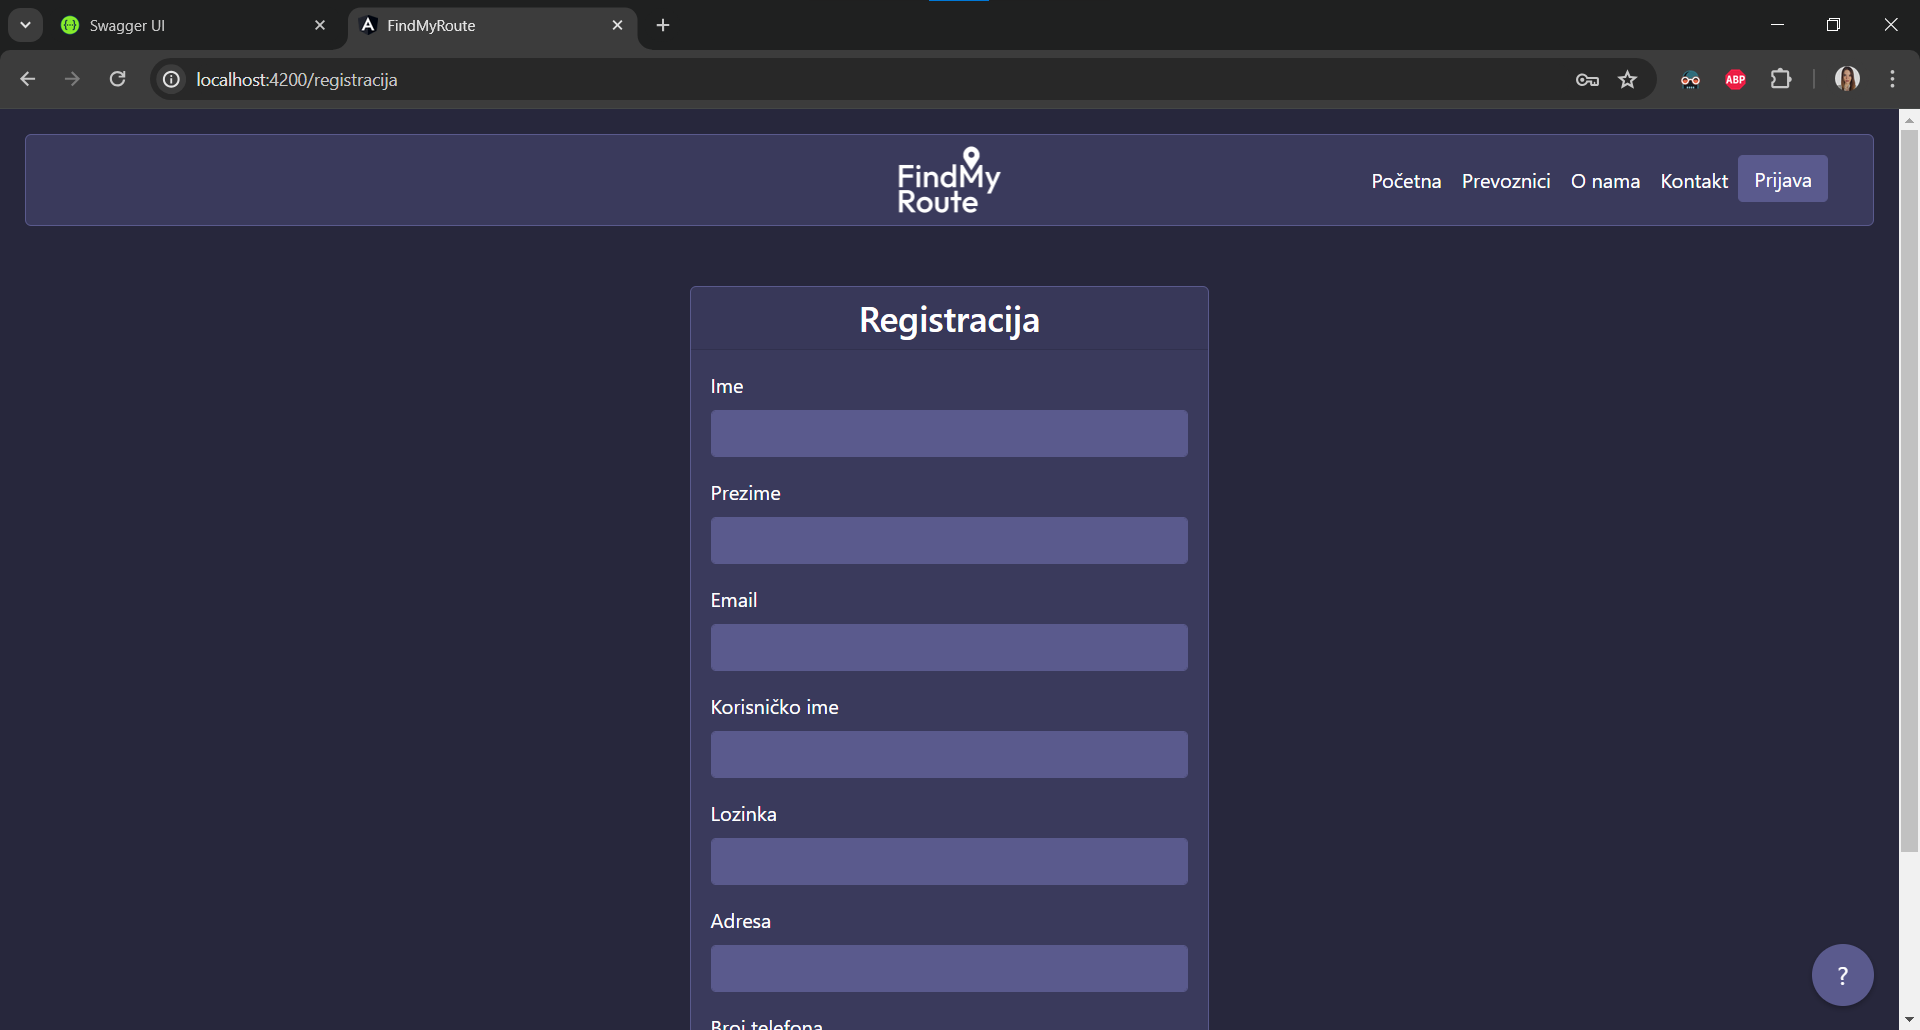 Swagger UI
FindMyRoute
localhost:4200/registracija
ABP
FindMy
Route
Početna Prevoznici O nama Kontakt Prijava
Registracija
Ime
Prezime
Email
Korisničko ime
Lozinka
Adresa
Broj telefona
?